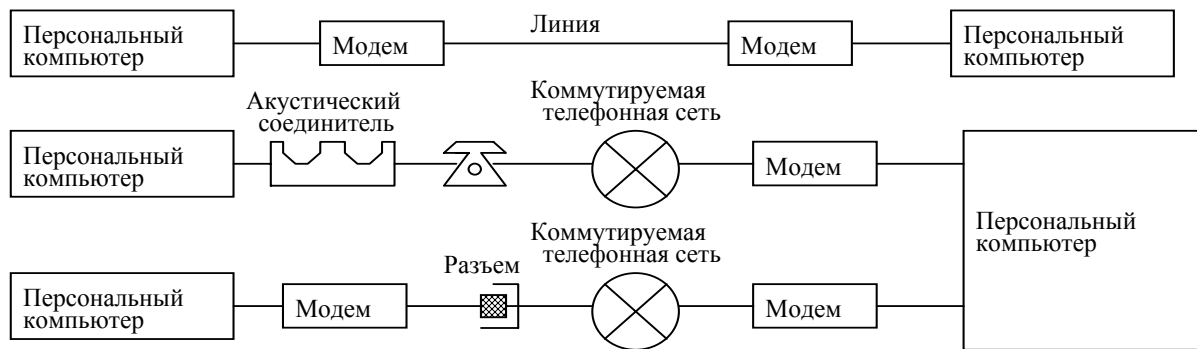 Персональный
компьютер
Модем
Линия
Модем
Персональный
компьютер
Акустический
соединитель
Коммутируемая
телефонная сеть
Персональный
компьютер
Модем
Персональный
компьютер
Коммутируемая
телефонная сеть
Разъем
Персональный
компьютер
Модем
Модем